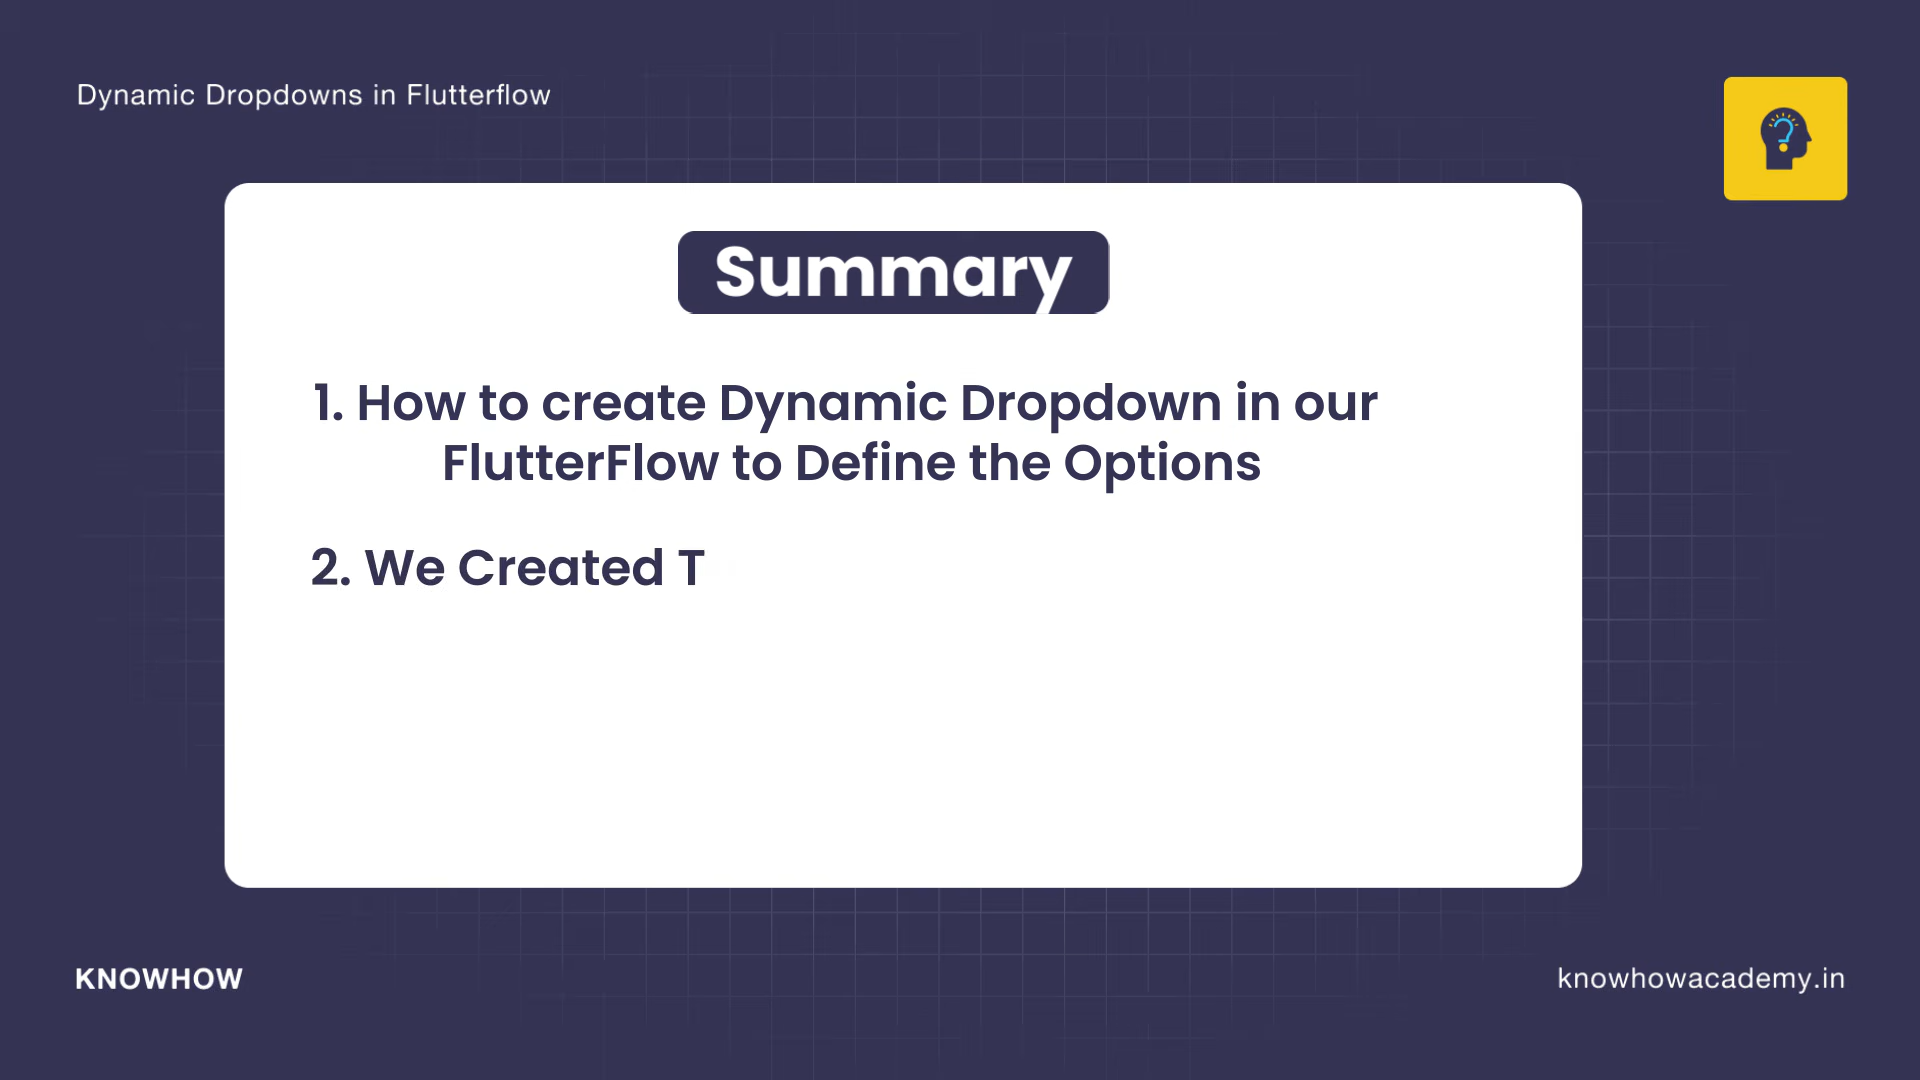 Dynamic Dropdowns in Flutterflow
Summary
1. How to create Dynamic Dropdown in our
FlutterFlow to Define the Options
2. We Created T
KNOWHOW
knowhowacademy.in